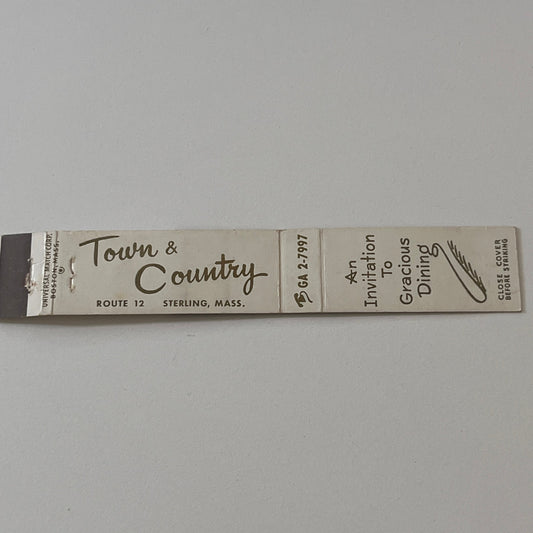 UNIVERSAL MATCH CORP.
BOSTON, MASS.
Town &
Country
ROUTE 12 STERLING, MASS.
GA 2-7997
An
Invitation
To
Gracious
Dining
CLOSE COVER
BEFORE STRIKING